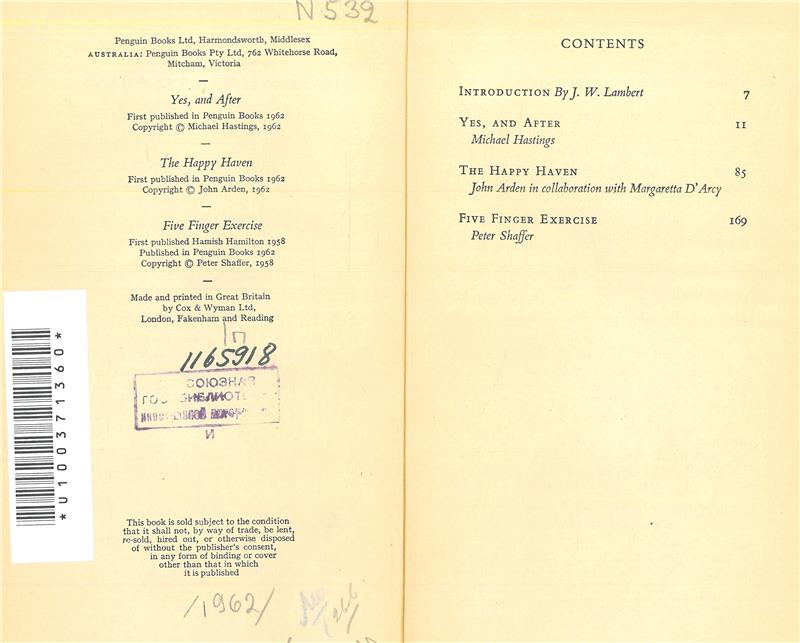 N 539
Penguin Books Ltd, Harmondsworth, Middlesex
AUSTRALIA: Penguin Books Pty Ltd, 762 Whitehorse Road,
Mitcham, Victoria
—
Yes, and After
First published in Penguin Books 1962
Copyright © Michael Hastings, 1962
—
The Happy Haven
First published in Penguin Books 1962
Copyright © John Arden, 1962
—
Five Finger Exercise
First published Hamish Hamilton 1958
Published in Penguin Books 1962
Copyright © Peter Shaffer, 1958
—
Made and printed in Great Britain
by Cox & Wyman Ltd,
London, Fakenham and Reading
1165918
СОЮЗНАЯ
И
*U100371360*
This book is sold subject to the condition
that it shall not, by way of trade, be lent,
re-sold, hired out, or otherwise disposed
of without the publisher's consent,
in any form of binding or cover
other than that in which
it is published
/1962/
CONTENTS
INTRODUCTION By J. W. Lambert 7
YES, AND AFTER 11
Michael Hastings
THE HAPPY HAVEN 85
John Arden in collaboration with Margaretta D'Arcy
FIVE FINGER EXERCISE 169
Peter Shaffer